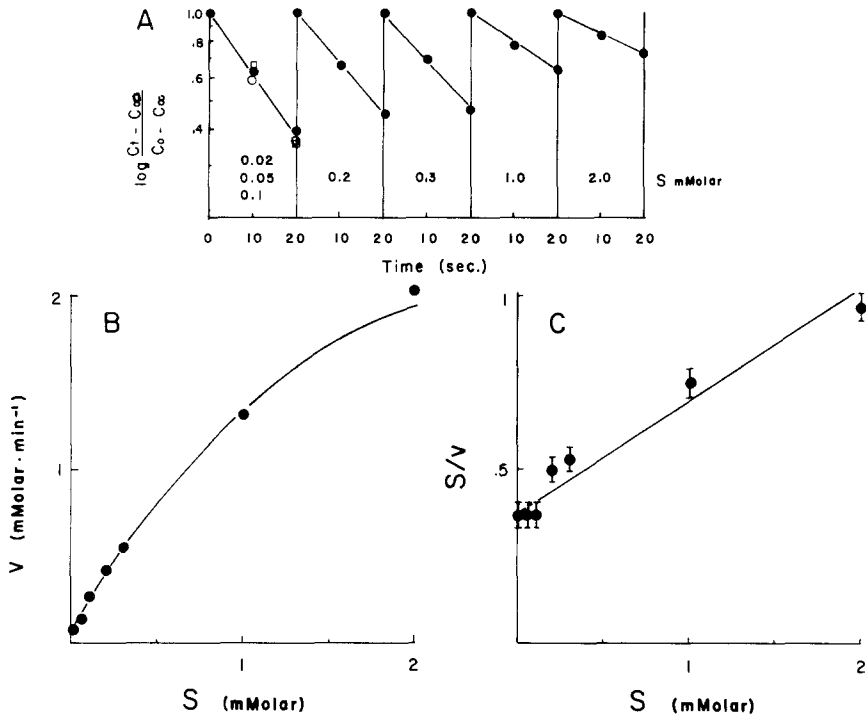 A
1.0
.8
.6
.4
log Ct - C∞ / Co - C∞
0.02
0.05
0.1
0.2
0.3
1.0
2.0
S mMolar
0 10 20 10 20 10 20 10 20 10 20
Time (sec.)
B
2
1
V (mMolar · min⁻¹)
1 2
S (mMolar)
C
1
.5
S/v
1 2
S (mMolar)